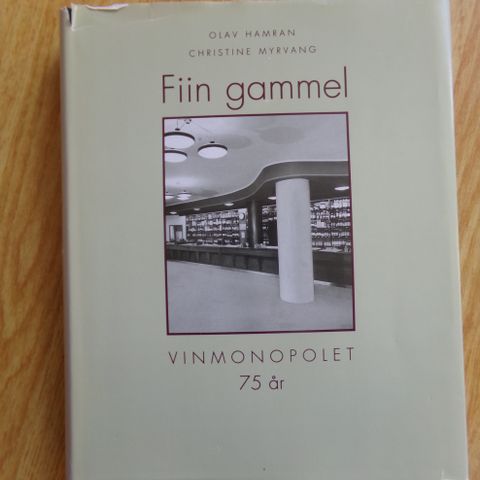 OLAV HAMRAN
CHRISTINE MYRVANG
Fiin gammel
VINMONOPOLET
75 år